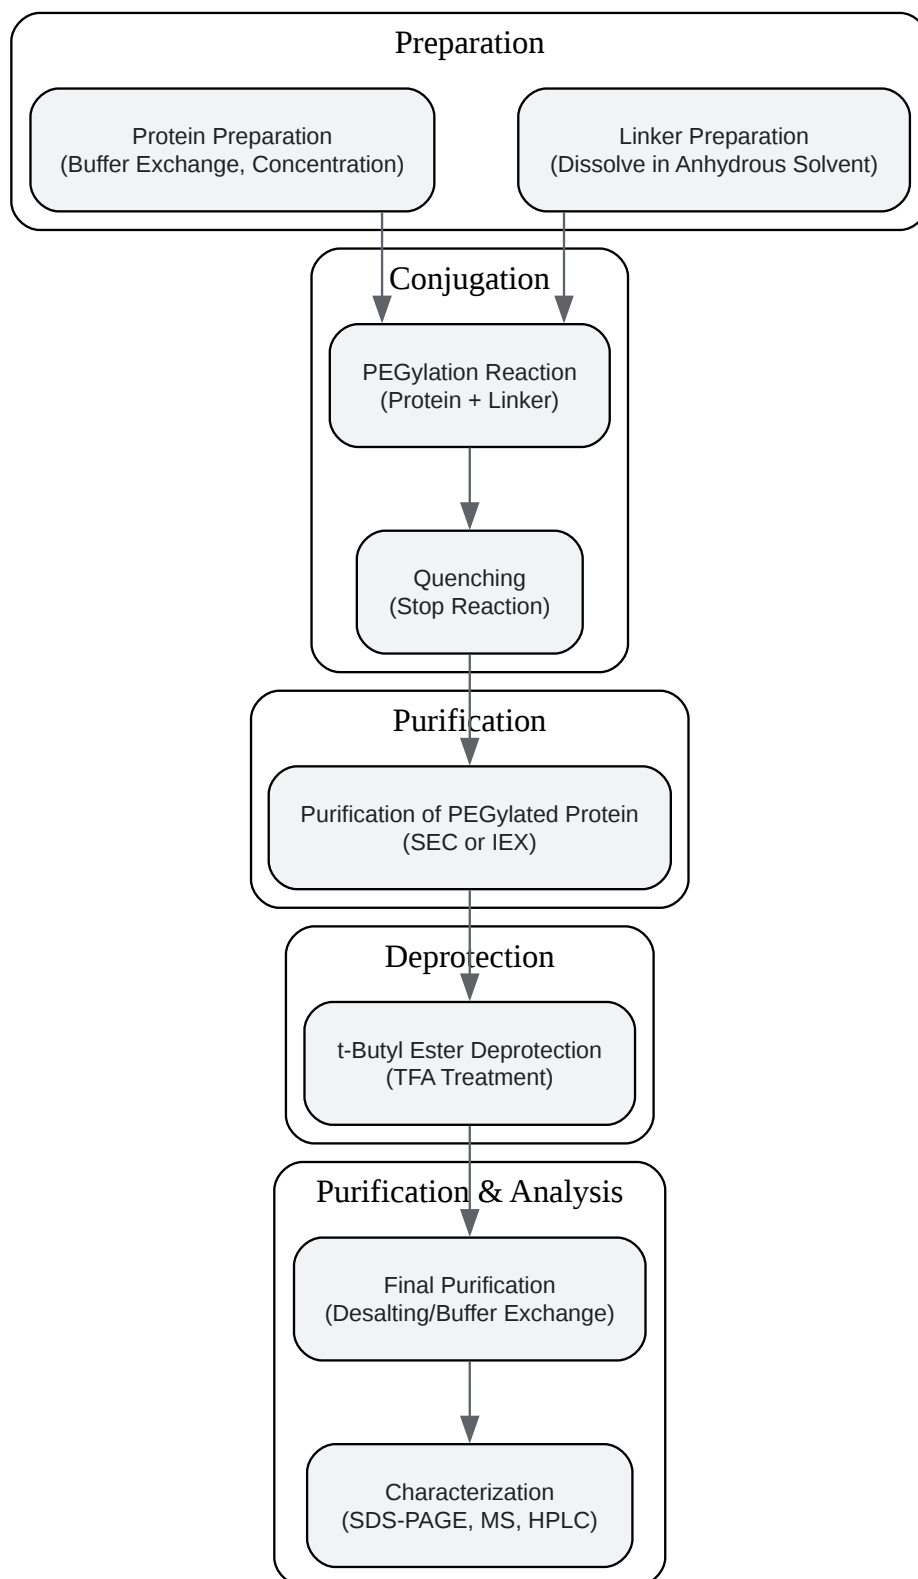 Preparation
Protein Preparation
(Buffer Exchange, Concentration)
Linker Preparation
(Dissolve in Anhydrous Solvent)
Conjugation
PEGylation Reaction
(Protein + Linker)
Quenching
(Stop Reaction)
Purification
Purification of PEGylated Protein
(SEC or IEX)
Deprotection
t-Butyl Ester Deprotection
(TFA Treatment)
Purification & Analysis
Final Purification
(Desalting/Buffer Exchange)
Characterization
(SDS-PAGE, MS, HPLC)